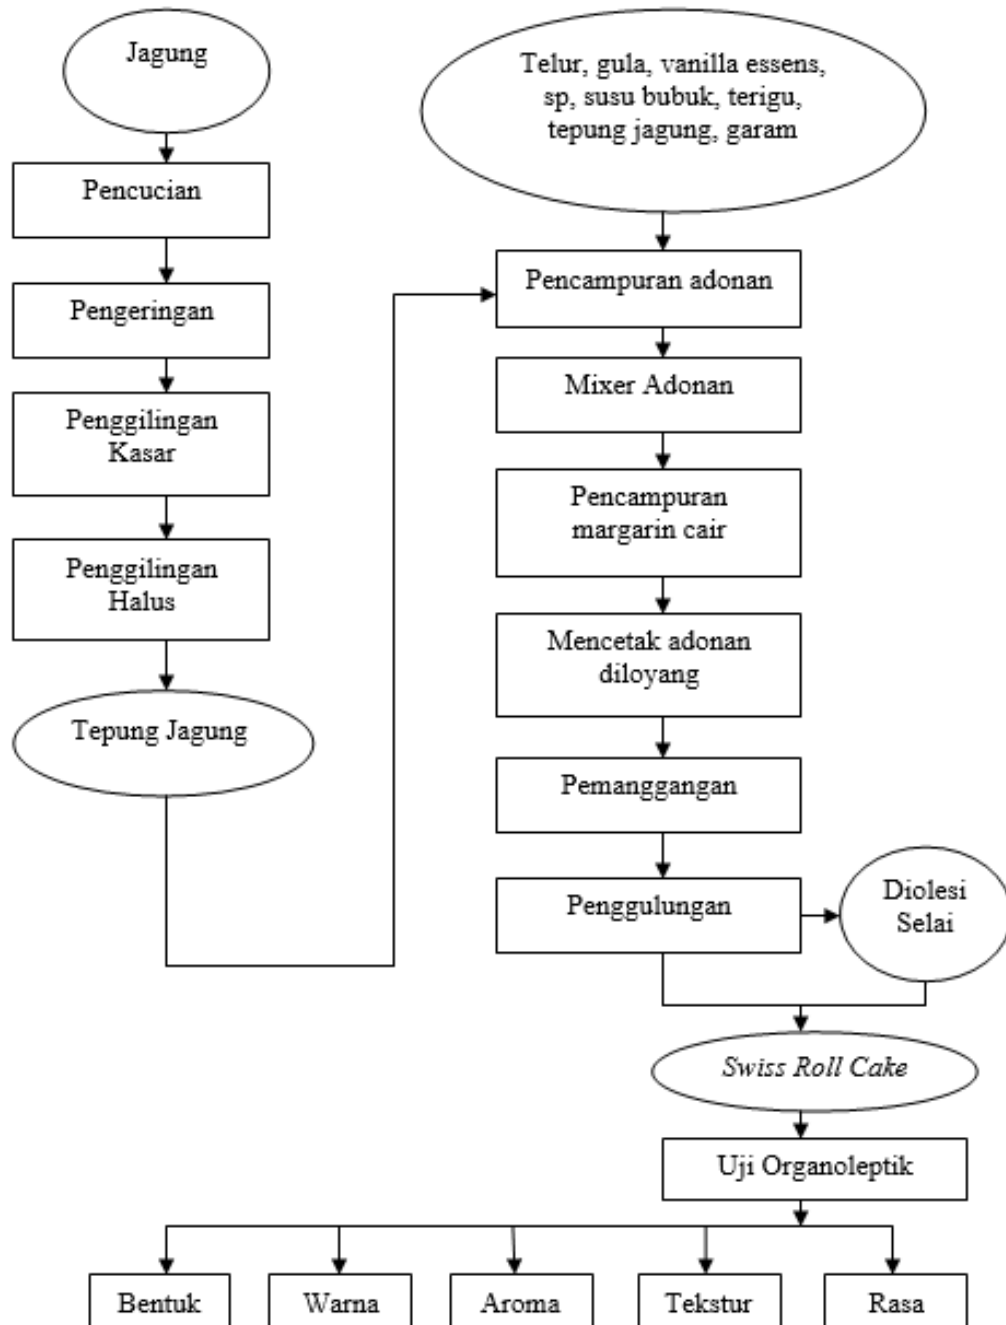 Jagung
Pencucian
Pengeringan
Penggilingan
Kasar
Penggilingan
Halus
Tepung Jagung
Telur, gula, vanilla essens,
sp, susu bubuk, terigu,
tepung jagung, garam
Pencampuran adonan
Mixer Adonan
Pencampuran
margarin cair
Mencetak adonan
diloyang
Pemanggangan
Penggulungan
Diolesi
Selai
Swiss Roll Cake
Uji Organoleptik
Bentuk
Warna
Aroma
Tekstur
Rasa